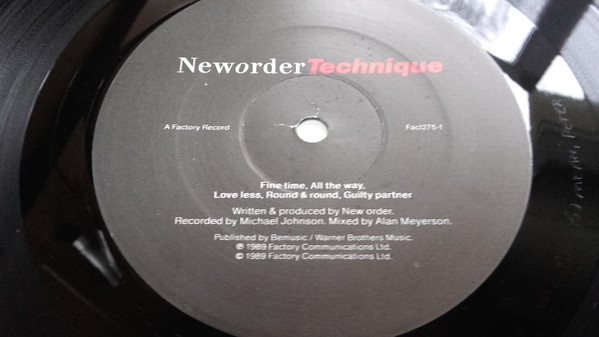 Neworder Technique
A Factory Record
Fact275-1
Fine time, All the way,
Love less, Round & round, Guilty partner
Written & produced by New order.
Recorded by Michael Johnson. Mixed by Alan Meyerson.
Published by Bemusic / Warner Brothers Music.
℗ 1989 Factory Communications Ltd.
© 1989 Factory Communications Ltd.